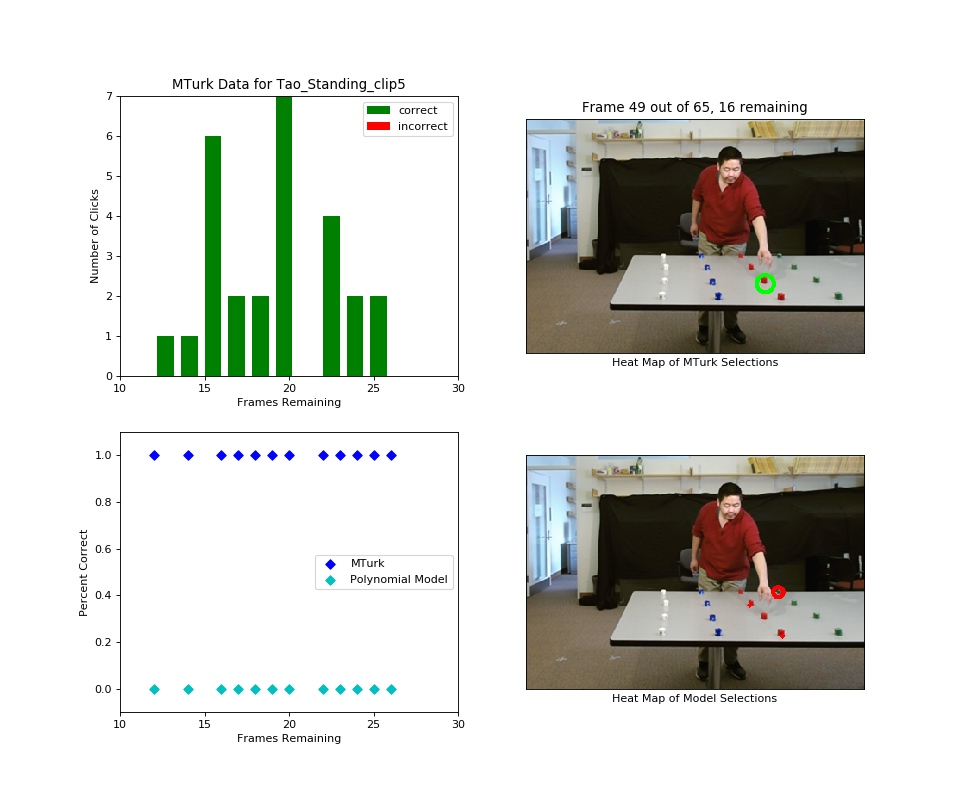 MTurk Data for Tao_Standing_clip5
7
6
5
4
3
2
1
0
Number of Clicks
correct
incorrect
10 15 20 25 30
Frames Remaining
Frame 49 out of 65, 16 remaining
Heat Map of MTurk Selections
1.0
0.8
0.6
0.4
0.2
0.0
Percent Correct
MTurk
Polynomial Model
10 15 20 25 30
Frames Remaining
Heat Map of Model Selections